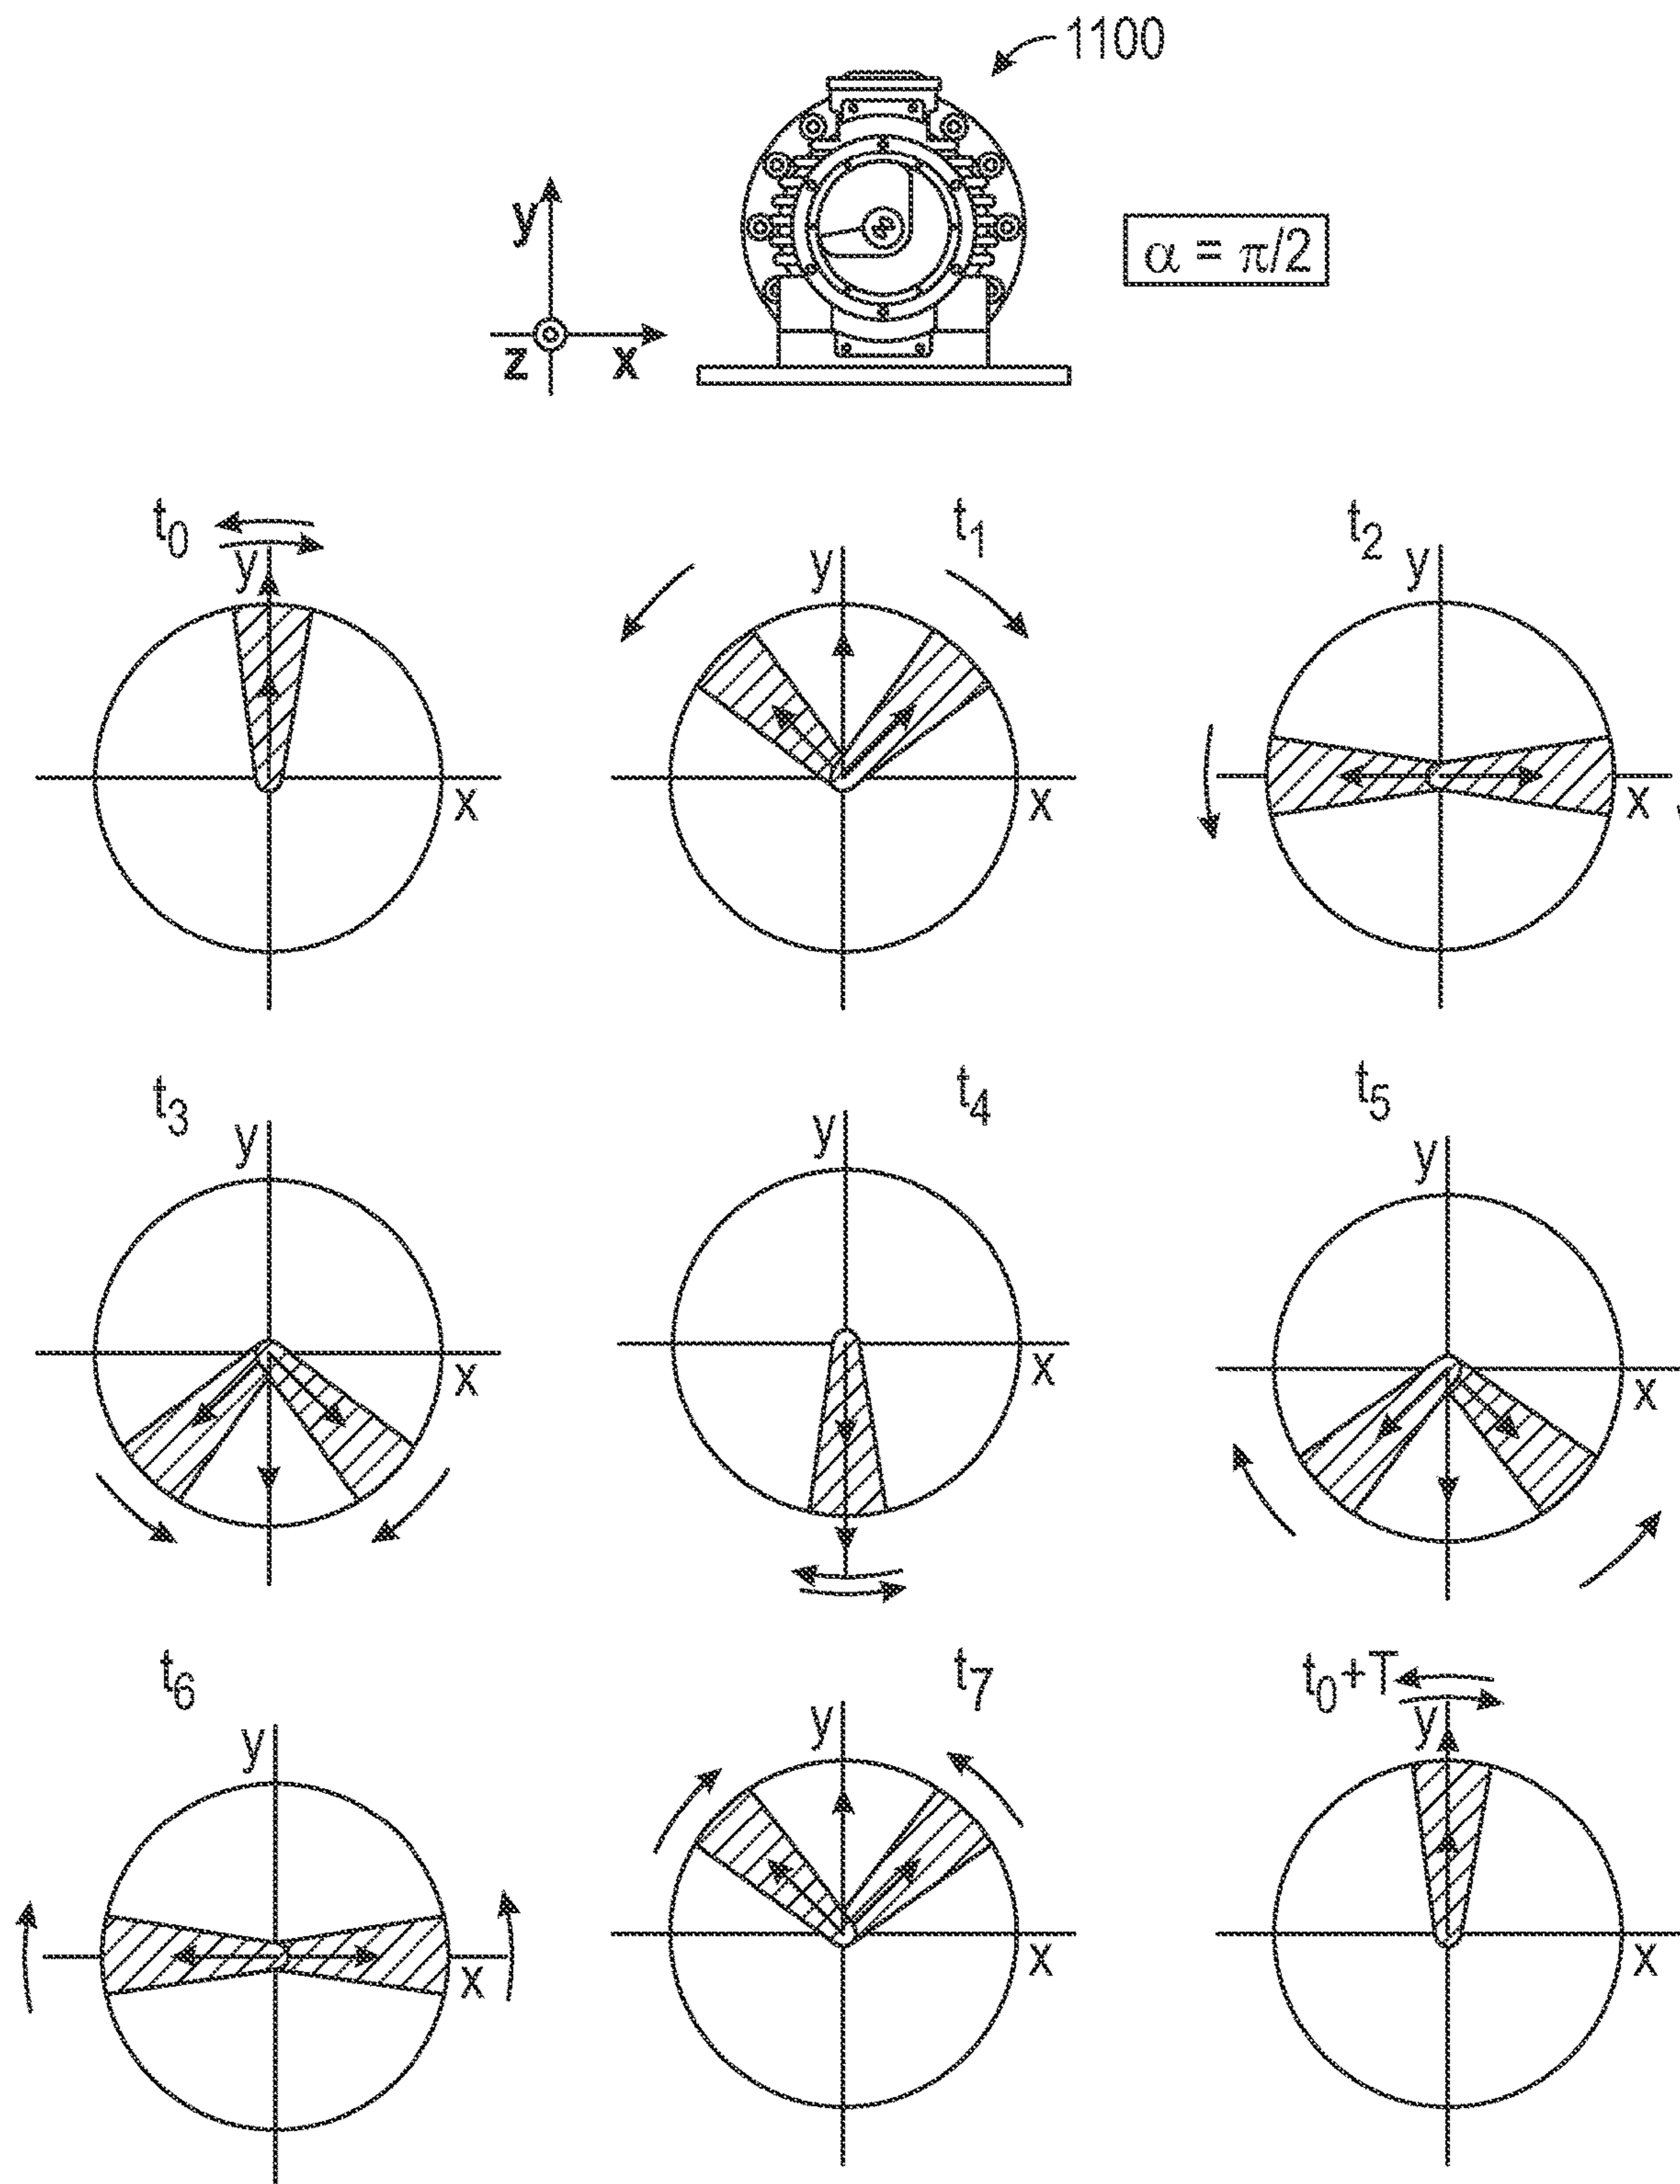 1100
y
α = π/2
z x
t0 t1 t2
y y y
x x x
t3 t4 t5
y y y
x x x
t6 t7 t0+T
y y y
x x x